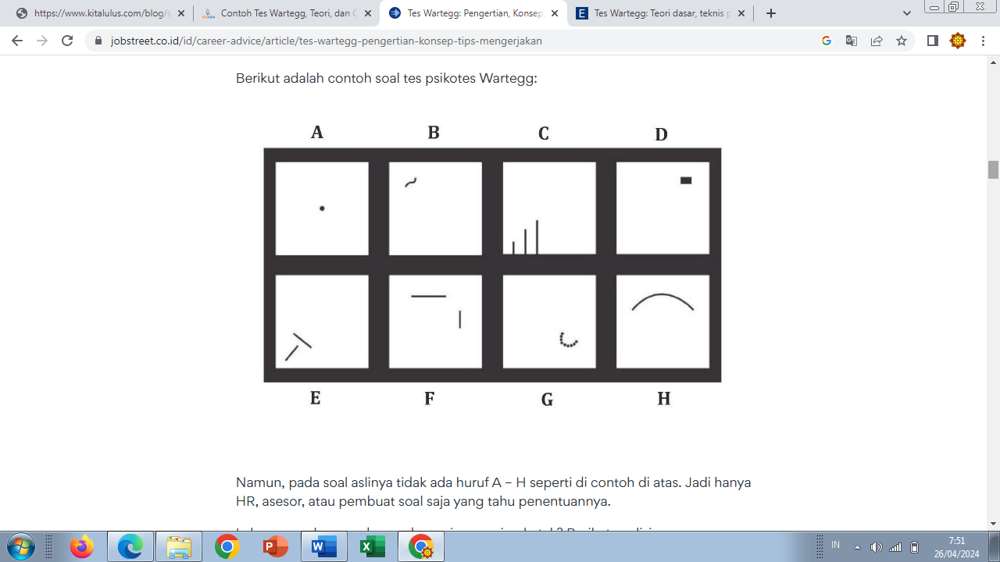 https://www.kitalulus.com/blog/s
Contoh Tes Wartegg, Teori, dan C
Tes Wartegg: Pengertian, Konsep
Tes Wartegg: Teori dasar, teknis p
jobstreet.co.id/id/career-advice/article/tes-wartegg-pengertian-konsep-tips-mengerjakan
Berikut adalah contoh soal tes psikotes Wartegg:
A B C D
E F G H
Namun, pada soal aslinya tidak ada huruf A – H seperti di contoh di atas. Jadi hanya
HR, asesor, atau pembuat soal saja yang tahu penentuannya.
IN
7:51
26/04/2024